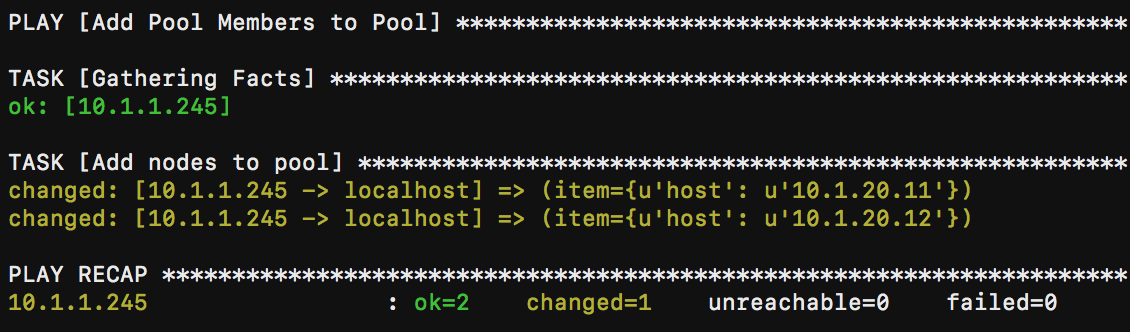 PLAY [Add Pool Members to Pool] ************************************************
TASK [Gathering Facts] *********************************************************
ok: [10.1.1.245]
TASK [Add nodes to pool] *******************************************************
changed: [10.1.1.245 -> localhost] => (item={u'host': u'10.1.20.11'})
changed: [10.1.1.245 -> localhost] => (item={u'host': u'10.1.20.12'})
PLAY RECAP *********************************************************************
10.1.1.245                 : ok=2    changed=1    unreachable=0    failed=0